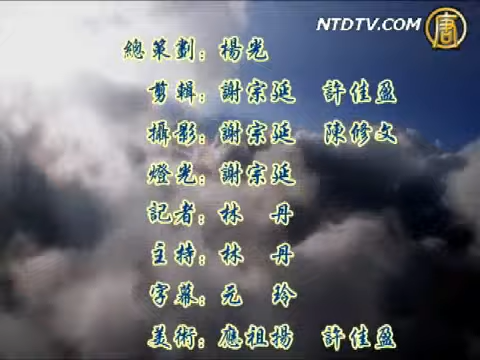 NTDTV.COM 唐
總策劃：楊光
剪輯：謝宗延 許佳盈
攝影：謝宗延 陳修文
燈光：謝宗延
記者：林 丹
主持：林 丹
字幕：元 玲
美術：應祖揚 許佳盈